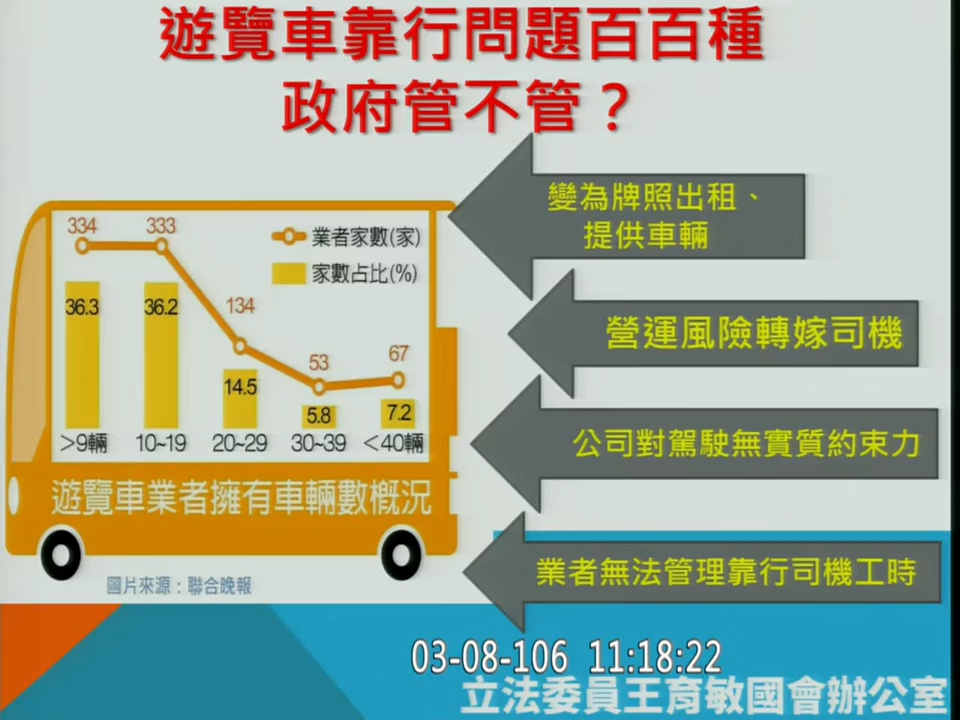 遊覽車靠行問題百百種
政府管不管？
變為牌照出租、
提供車輛
營運風險轉嫁司機
公司對駕駛無實質約束力
業者無法管理靠行司機工時
334
333
134
53
67
業者家數(家)
家數占比(%)
36.3
36.2
14.5
5.8
7.2
>9輛
10~19
20~29
30~39
<40輛
遊覽車業者擁有車輛數概況
圖片來源：聯合晚報
03-08-106 11:18:22
立法委員王育敏國會辦公室